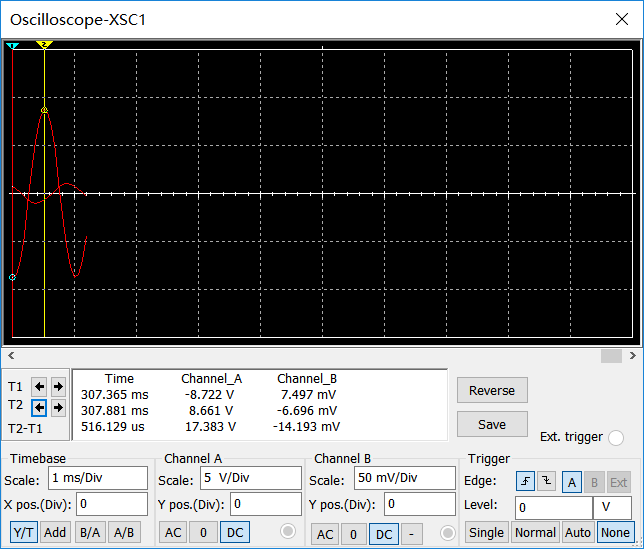 Oscilloscope-XSC1
1 2
T1
T2
T2-T1
Time Channel_A Channel_B
307.365 ms -8.722 V 7.497 mV
307.881 ms 8.661 V -6.696 mV
516.129 us 17.383 V -14.193 mV
Reverse
Save
Ext. trigger
Timebase
Scale: 1 ms/Div
X pos.(Div): 0
Y/T Add B/A A/B
Channel A
Scale: 5 V/Div
Y pos.(Div): 0
AC 0 DC
Channel B
Scale: 50 mV/Div
Y pos.(Div): 0
AC 0 DC -
Trigger
Edge: A B Ext
Level: 0 V
Single Normal Auto None